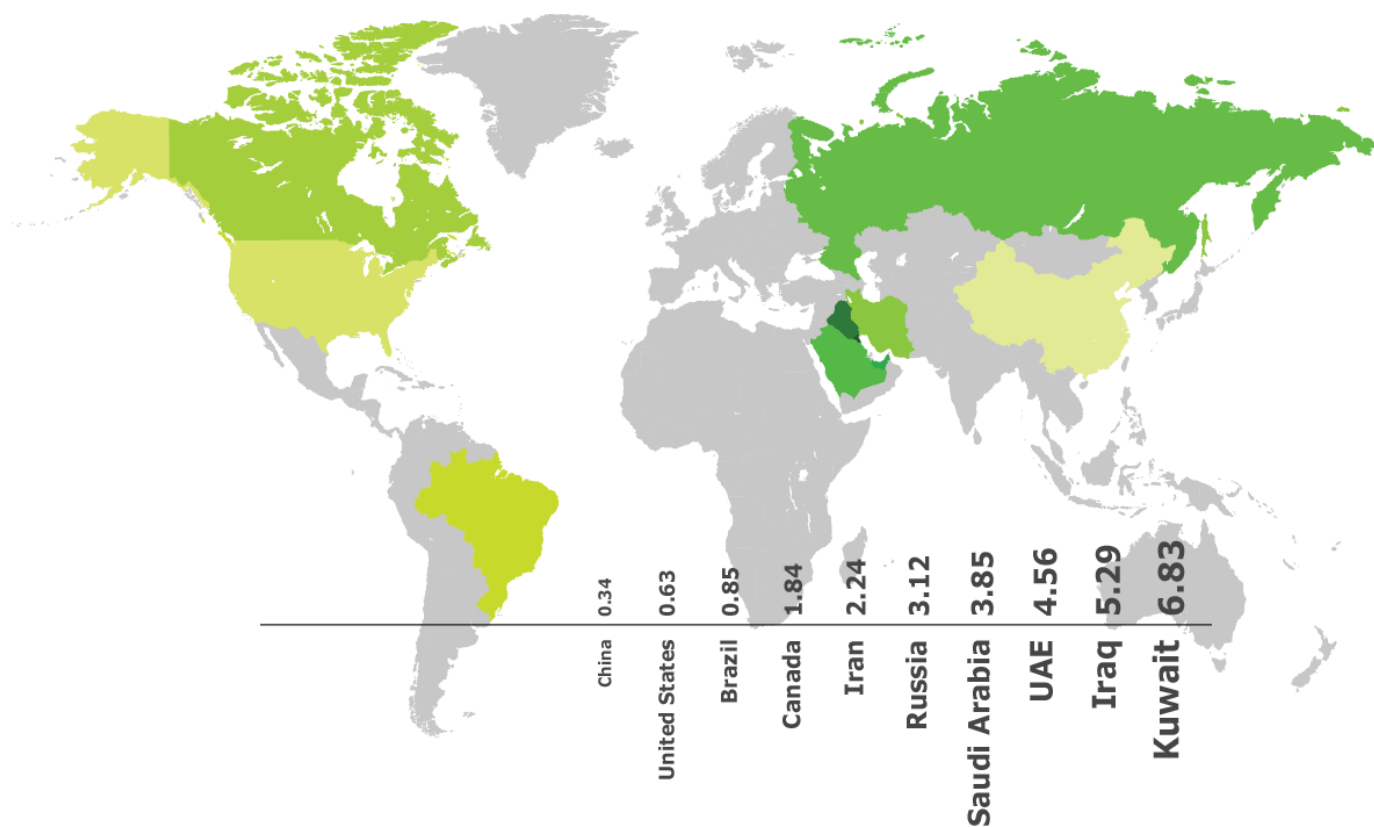 China 0.34
United States 0.63
Brazil 0.85
Canada 1.84
Iran 2.24
Russia 3.12
Saudi Arabia 3.85
UAE 4.56
Iraq 5.29
Kuwait 6.83